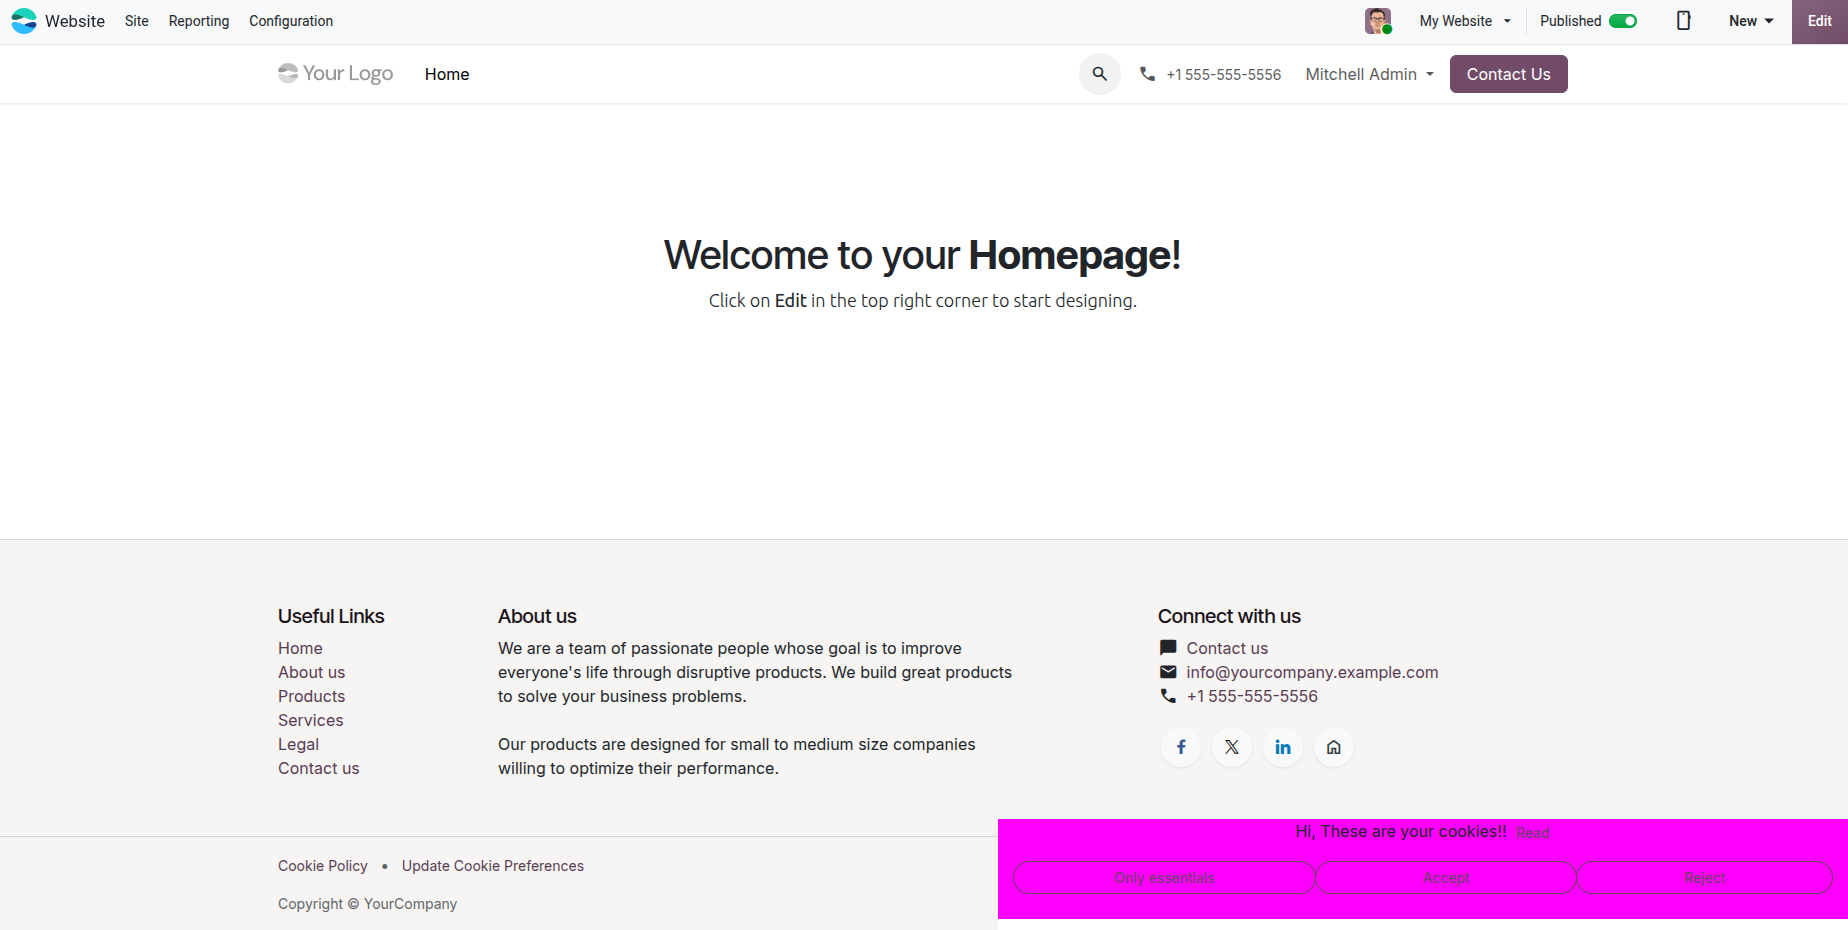 Website Site Reporting Configuration My Website Published New Edit
Your Logo Home +1 555-555-5556 Mitchell Admin Contact Us
Welcome to your Homepage!
Click on Edit in the top right corner to start designing.
Useful Links
Home
About us
Products
Services
Legal
Contact us
About us
We are a team of passionate people whose goal is to improve
everyone's life through disruptive products. We build great products
to solve your business problems.
Our products are designed for small to medium size companies
willing to optimize their performance.
Connect with us
Contact us
info@yourcompany.example.com
+1 555-555-5556
Hi, These are your cookies!! Read
Only essentials Accept Reject
Cookie Policy • Update Cookie Preferences
Copyright © YourCompany